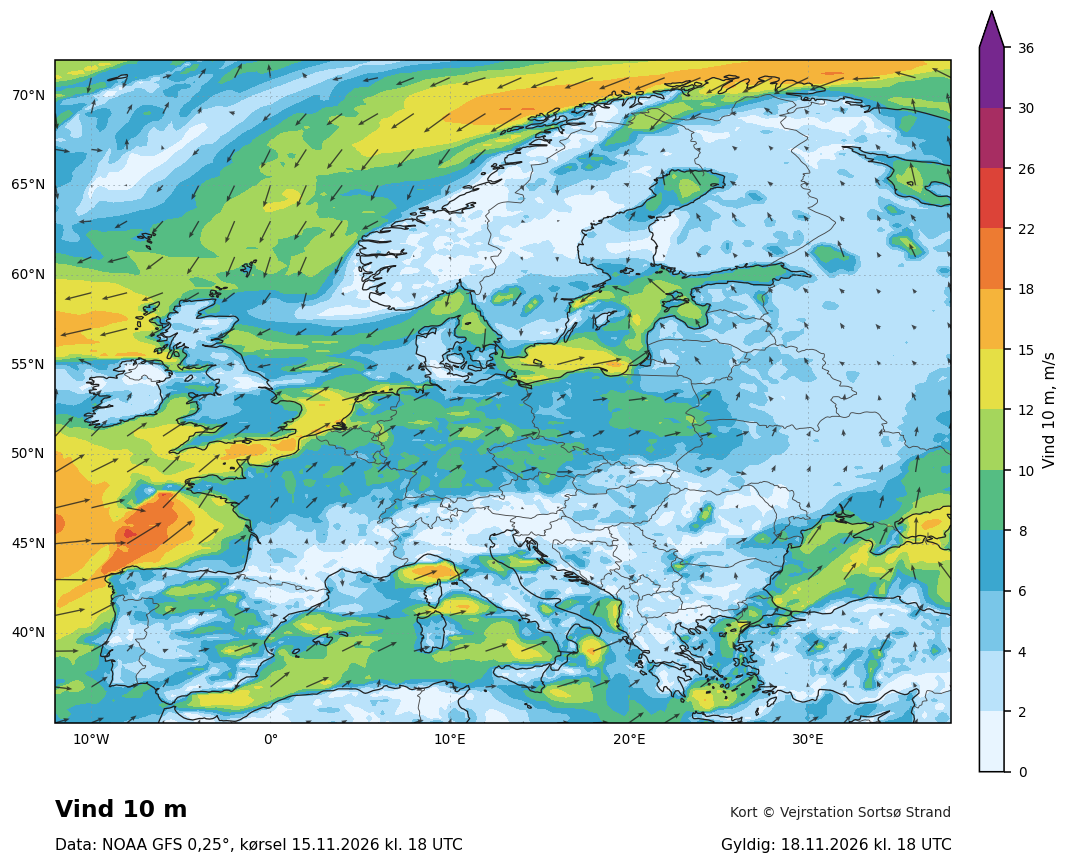 70°N
65°N
60°N
55°N
50°N
45°N
40°N
10°W 0° 10°E 20°E 30°E
36
30
26
22
18
15
12
10
8
6
4
2
0
Vind 10 m, m/s
Vind 10 m
Kort © Vejrstation Sortsø Strand
Data: NOAA GFS 0,25°, kørsel 15.11.2026 kl. 18 UTC
Gyldig: 18.11.2026 kl. 18 UTC